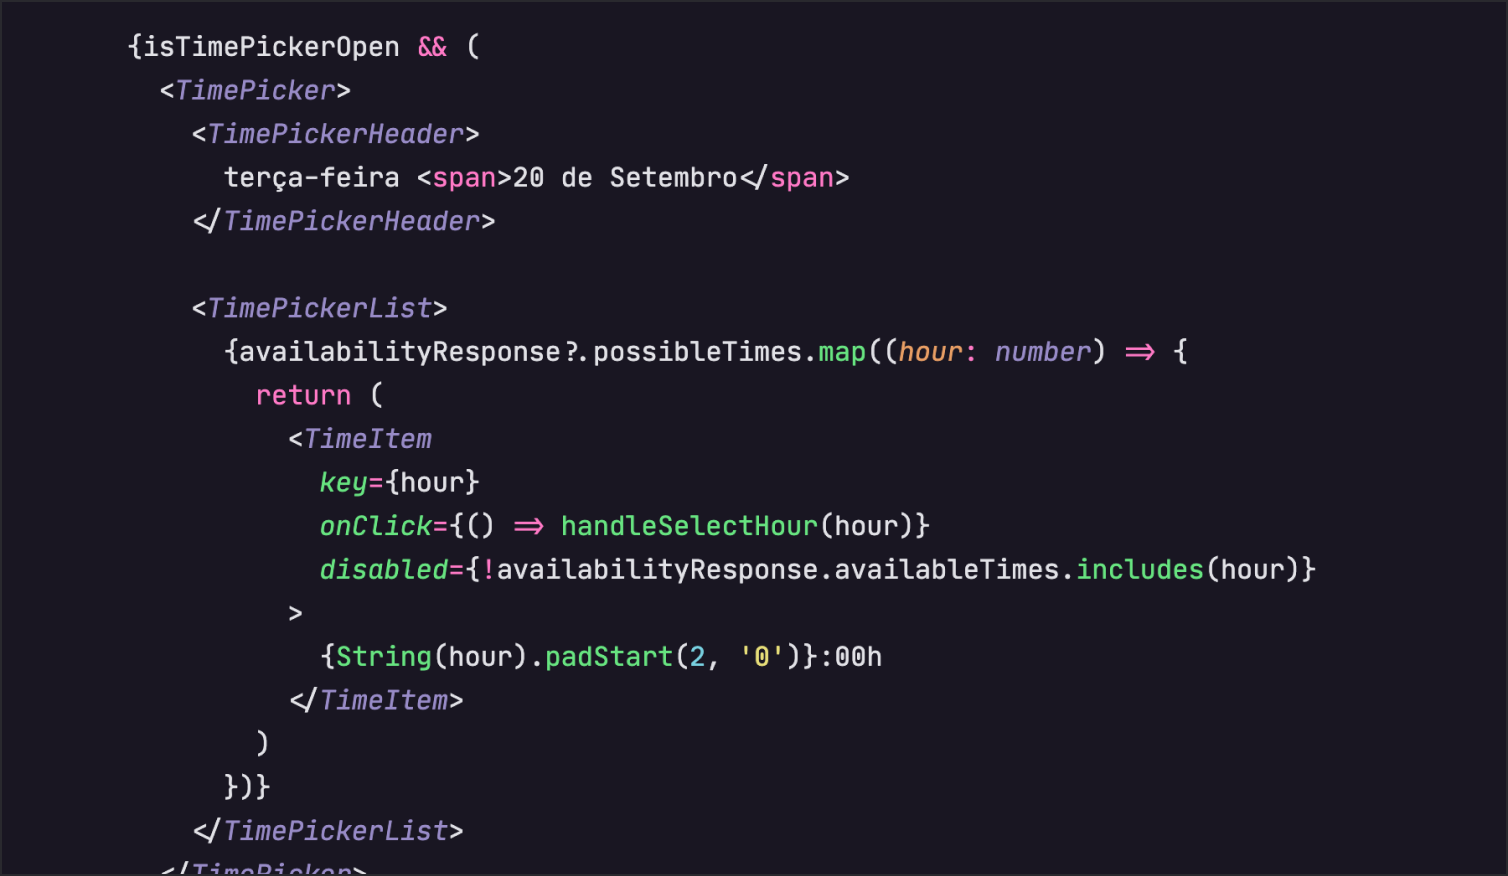 {isTimePickerOpen && (
<TimePicker>
<TimePickerHeader>
terça-feira <span>20 de Setembro</span>
</TimePickerHeader>
<TimePickerList>
{availabilityResponse?.possibleTimes.map((hour: number) => {
return (
<TimeItem
key={hour}
onClick={() => handleSelectHour(hour)}
disabled={!availabilityResponse.availableTimes.includes(hour)}
>
{String(hour).padStart(2, '0')}:00h
</TimeItem>
)
})}
</TimePickerList>
</TimePicker>